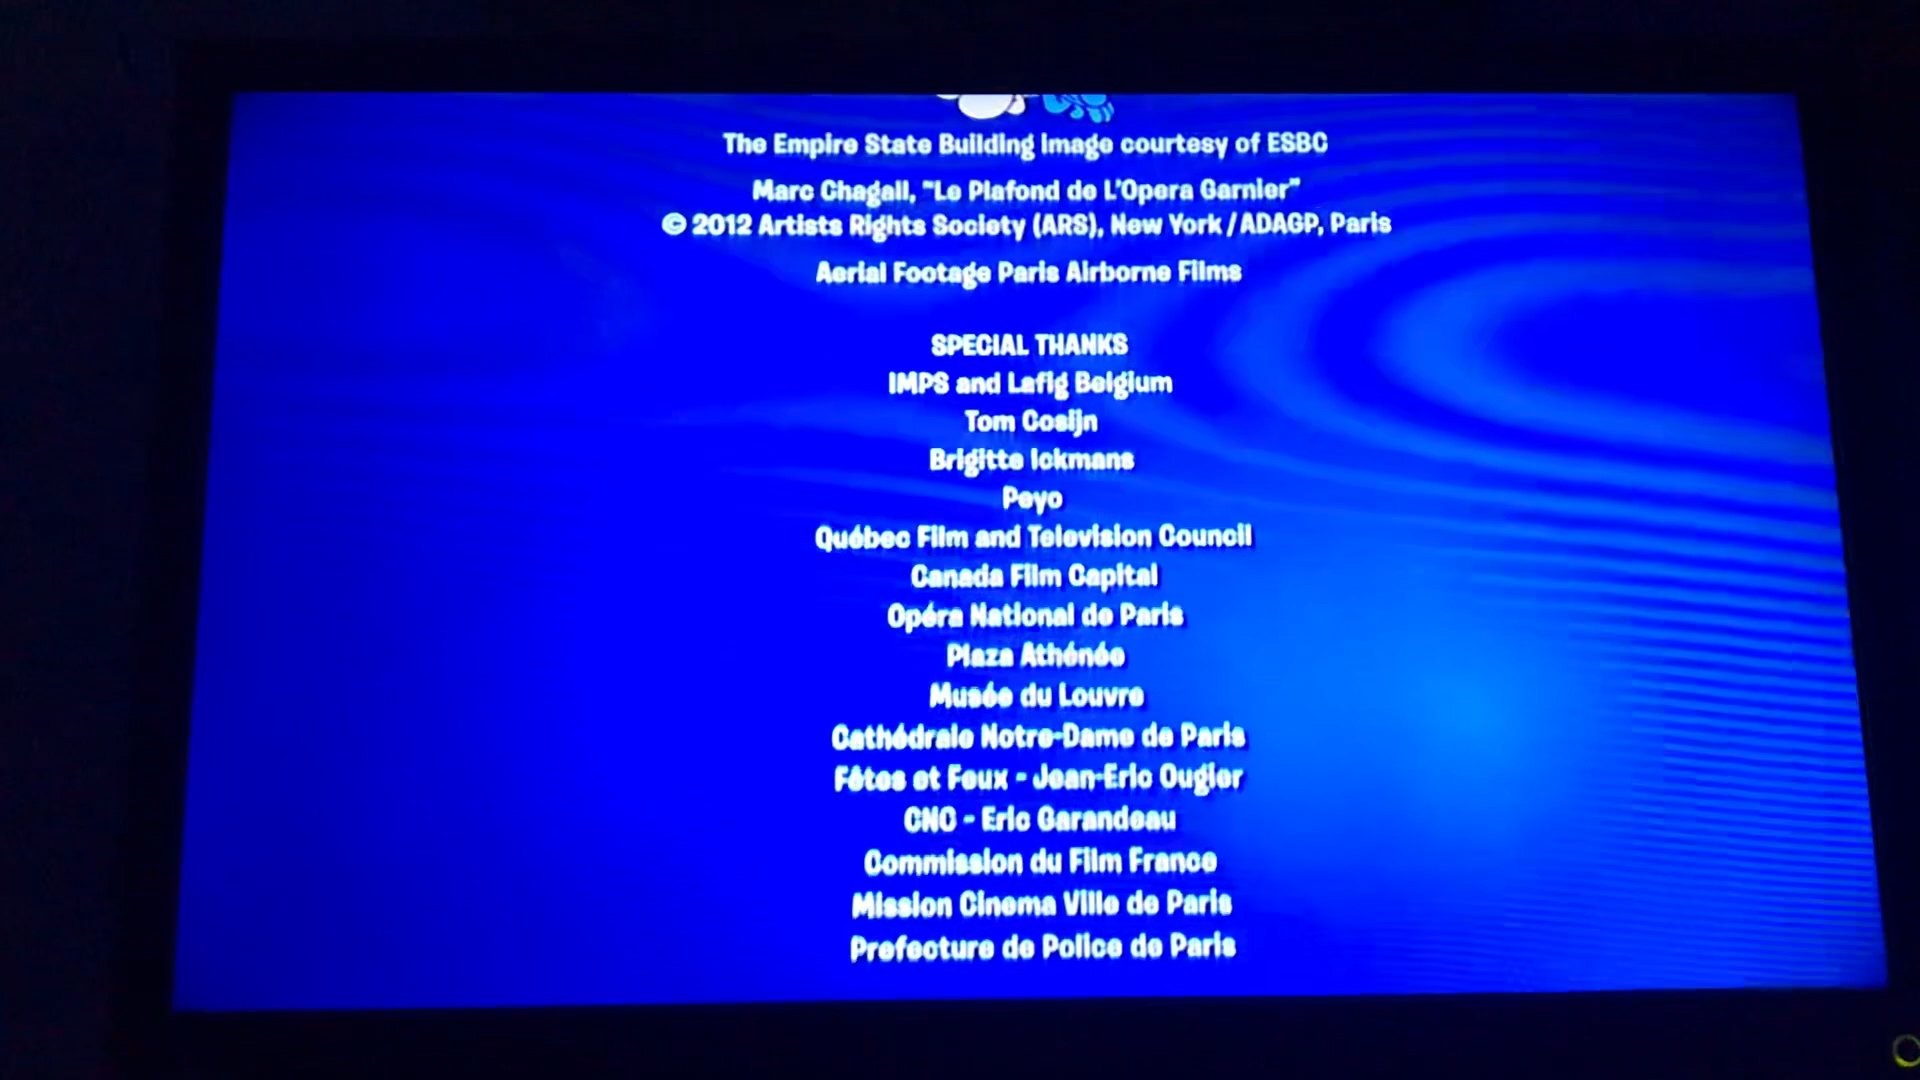 The Empire State Building image courtesy of ESBC
Marc Chagall, "Le Plafond de L'Opera Garnier"
© 2012 Artists Rights Society (ARS), New York / ADAGP, Paris
Aerial Footage Paris Airborne Films
SPECIAL THANKS
IMPS and Lafig Belgium
Tom Cosijn
Brigitte Ickmans
Peyo
Québec Film and Television Council
Canada Film Capital
Opéra National de Paris
Plaza Athénée
Musée du Louvre
Cathédrale Notre-Dame de Paris
Fêtes et Feux - Jean-Eric Ougier
CNC - Eric Garandeau
Commission du Film France
Mission Cinema Ville de Paris
Prefecture de Police de Paris